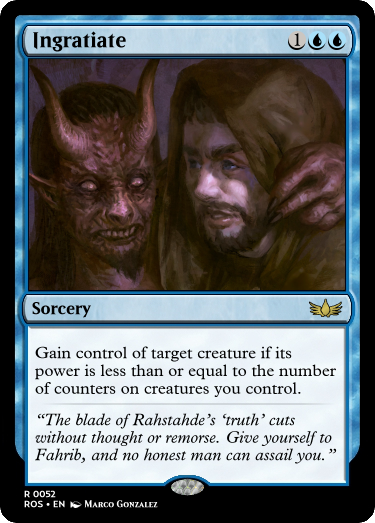 Ingratiate 1
Sorcery
Gain control of target creature if its
power is less than or equal to the number
of counters on creatures you control.
“The blade of Rahstahde’s ‘truth’ cuts
without thought or remorse. Give yourself to
Fahrib, and no honest man can assail you.”
R 0052
ROS • EN Marco Gonzalez